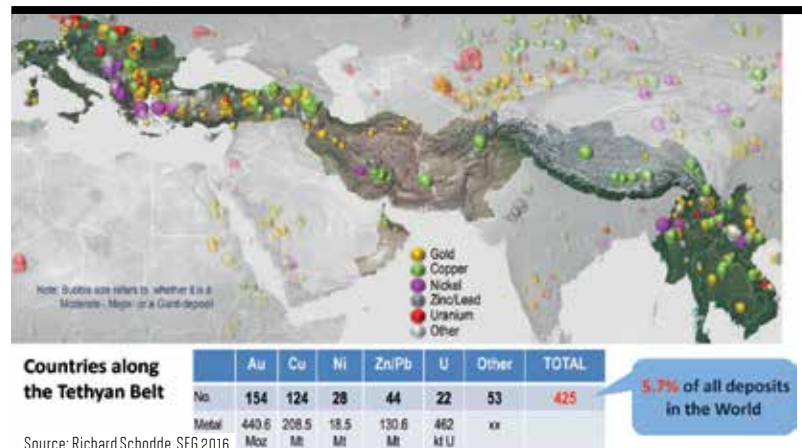 Gold
Copper
Nickel
Zinc/Lead
Uranium
Other
Note: Bubble size refers to whether it is a
Moderate-, Major- or a Giant-deposit
Countries along
the Tethyan Belt
Au Cu Ni Zn/Pb U Other TOTAL
No. 154 124 28 44 22 53 425
Metal 440.6 208.5 18.5 130.6 462 xx
Moz Mt Mt Mt kt U
5.7% of all deposits
in the World
Source: Richard Schodde, SEG 2016